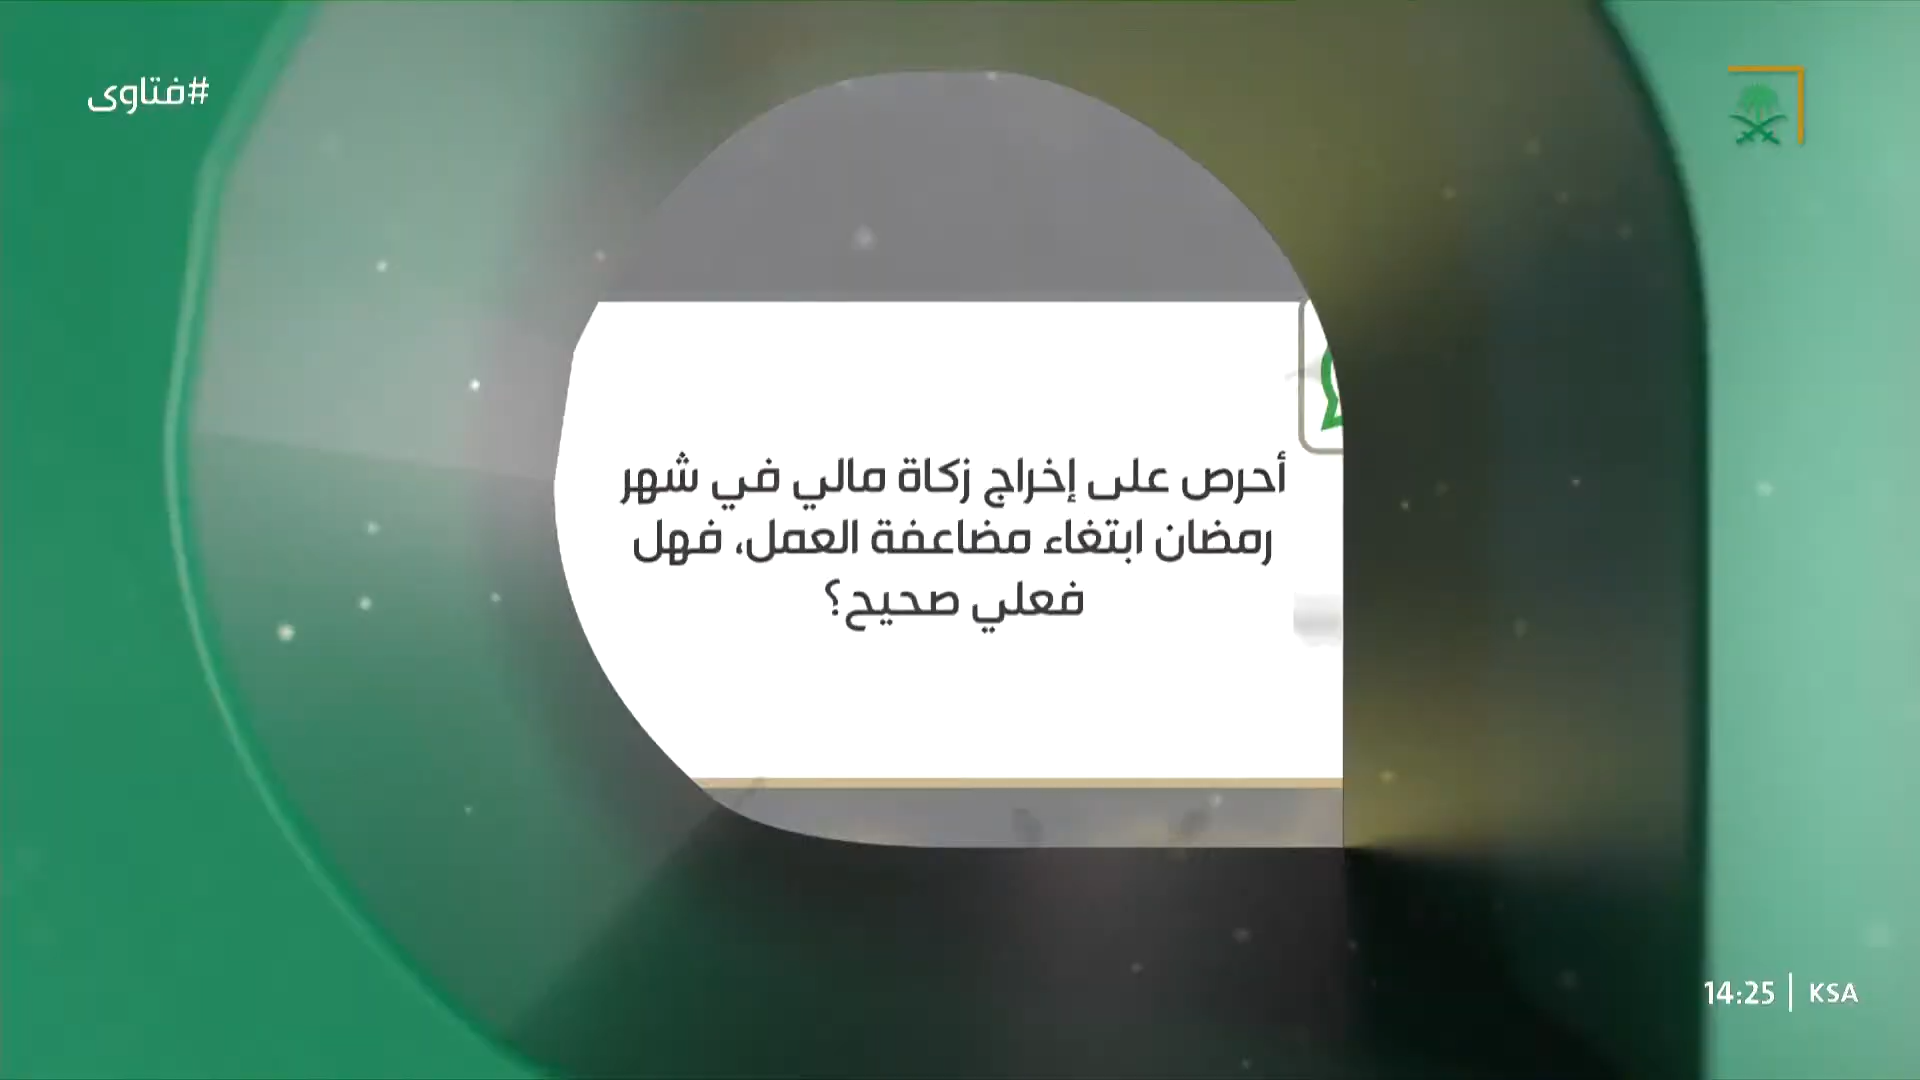 #فتاوى
أحرص على إخراج زكاة مالي في شهر
رمضان ابتغاء مضاعفة العمل، فهل
فعلي صحيح؟
14:25 | KSA